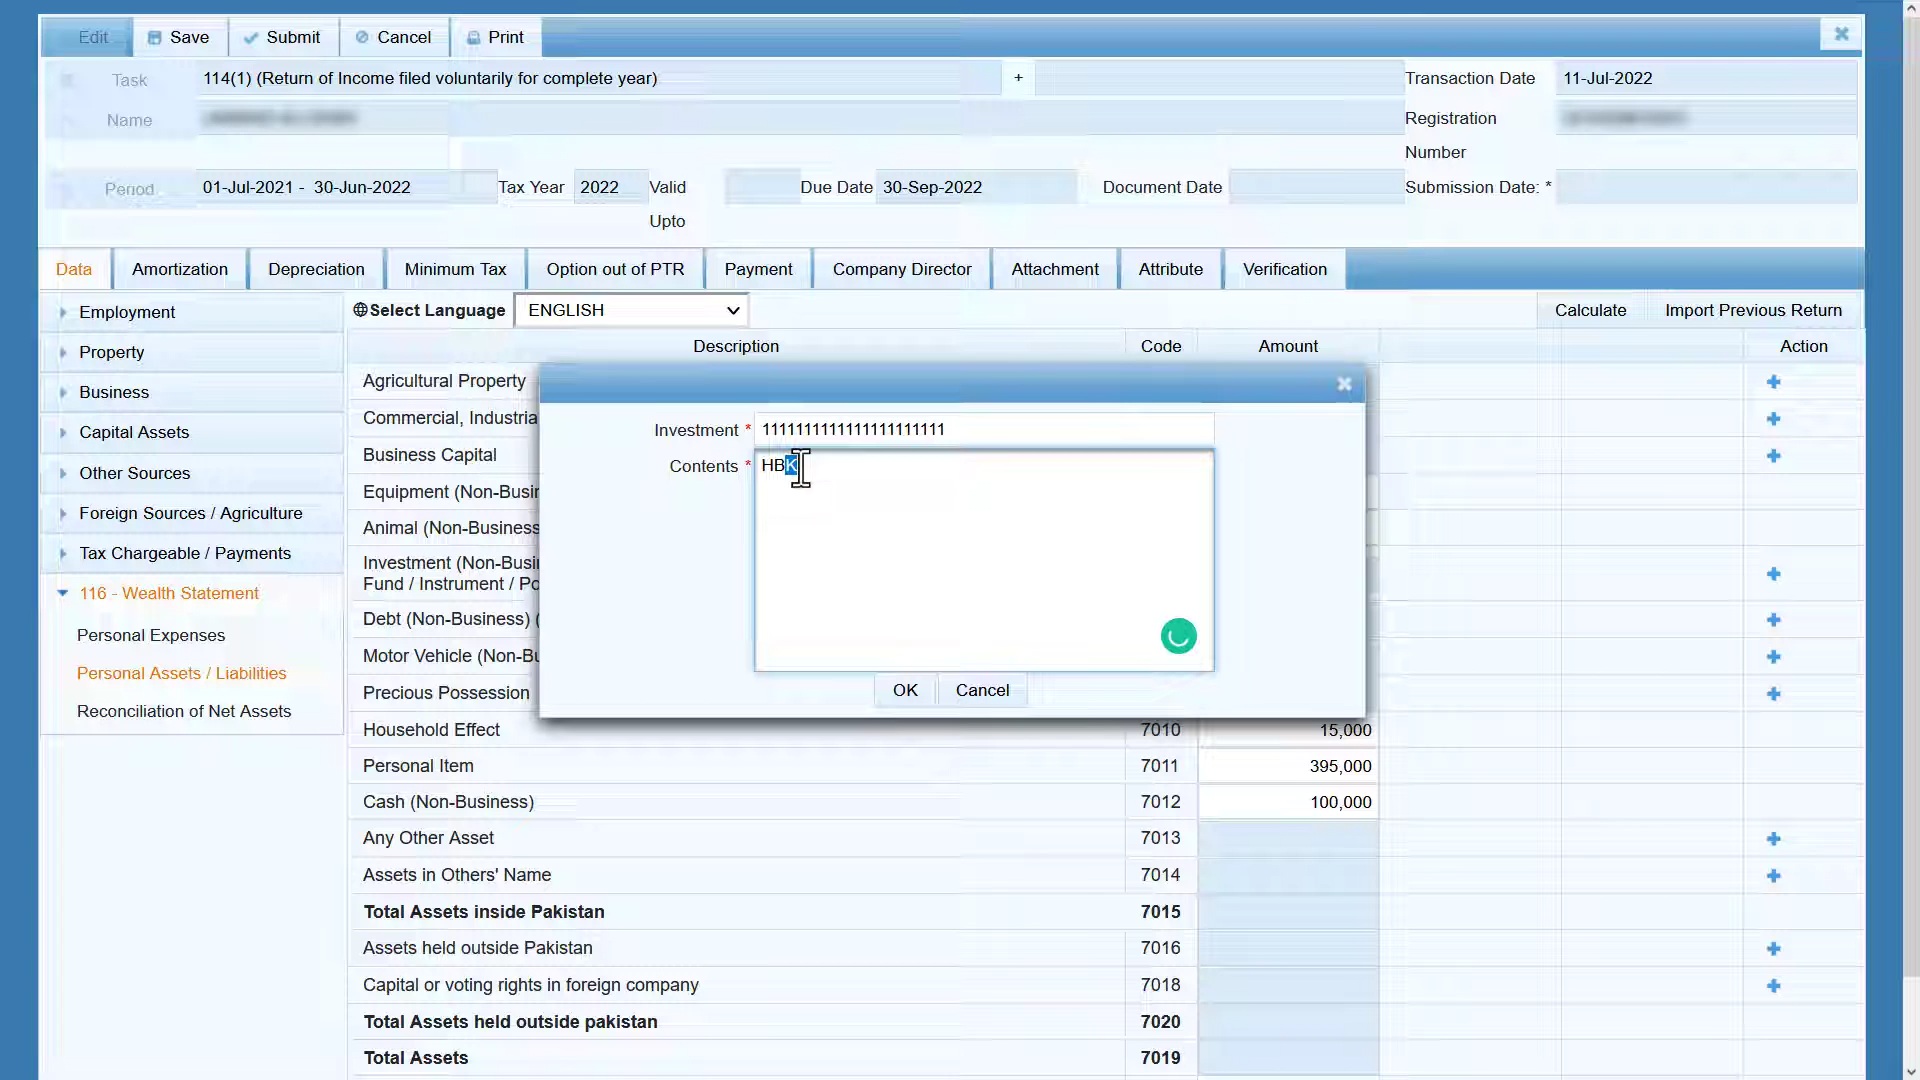 Edit Save Submit Cancel Print
Task 114(1) (Return of Income filed voluntarily for complete year) + Transaction Date 11-Jul-2022
Name Registration
Number
Period 01-Jul-2021 - 30-Jun-2022 Tax Year 2022 Valid Due Date 30-Sep-2022 Document Date Submission Date: *
Upto
Data Amortization Depreciation Minimum Tax Option out of PTR Payment Company Director Attachment Attribute Verification
Employment
Property
Business
Capital Assets
Other Sources
Foreign Sources / Agriculture
Tax Chargeable / Payments
116 - Wealth Statement
Personal Expenses
Personal Assets / Liabilities
Reconciliation of Net Assets
Select Language ENGLISH Calculate Import Previous Return
Description Code Amount Action
Agricultural Property
Commercial, Industria
Business Capital
Equipment (Non-Busin
Animal (Non-Business
Investment (Non-Busi
Fund / Instrument / Po
Debt (Non-Business) (
Motor Vehicle (Non-Bu
Precious Possession
Investment * 
Contents * HBK
OK Cancel
Household Effect 7010 15,000
Personal Item 7011 395,000
Cash (Non-Business) 7012 100,000
Any Other Asset 7013
Assets in Others' Name 7014
Total Assets inside Pakistan 7015
Assets held outside Pakistan 7016
Capital or voting rights in foreign company 7018
Total Assets held outside pakistan 7020
Total Assets 7019